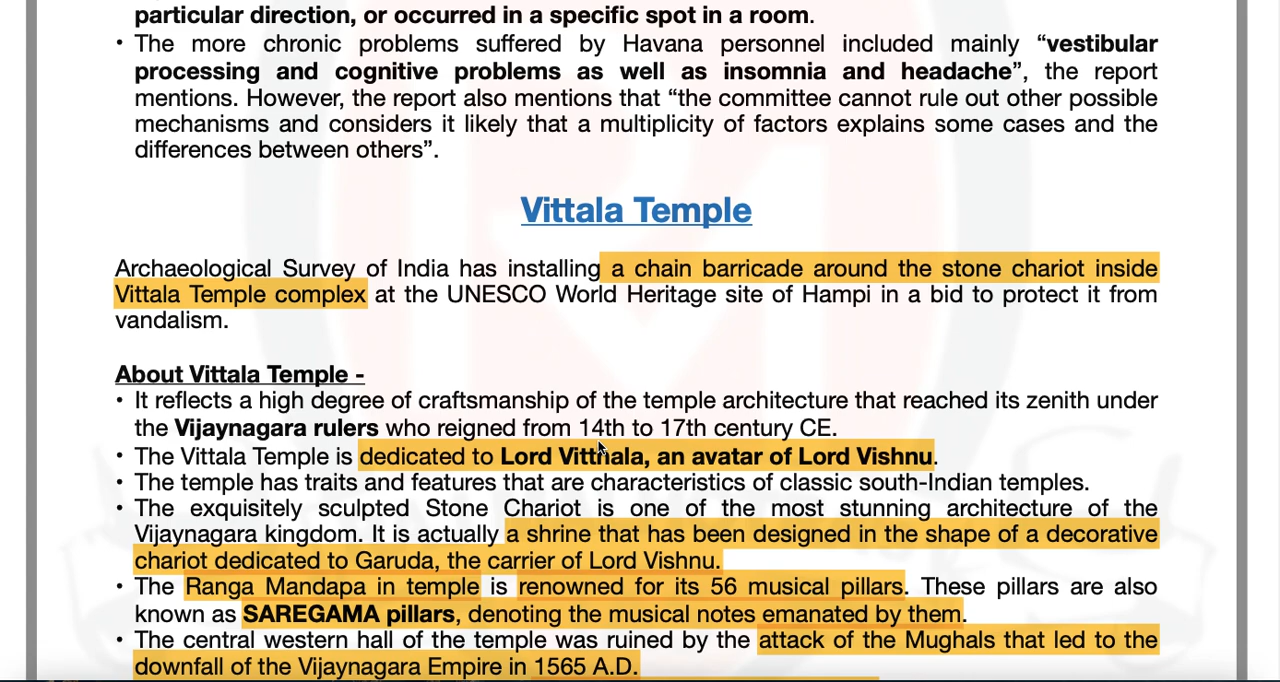 particular direction, or occurred in a specific spot in a room.
• The more chronic problems suffered by Havana personnel included mainly “vestibular
processing and cognitive problems as well as insomnia and headache”, the report
mentions. However, the report also mentions that “the committee cannot rule out other possible
mechanisms and considers it likely that a multiplicity of factors explains some cases and the
differences between others”.
Vittala Temple
Archaeological Survey of India has installing a chain barricade around the stone chariot inside
Vittala Temple complex at the UNESCO World Heritage site of Hampi in a bid to protect it from
vandalism.
About Vittala Temple -
• It reflects a high degree of craftsmanship of the temple architecture that reached its zenith under
the Vijaynagara rulers who reigned from 14th to 17th century CE.
• The Vittala Temple is dedicated to Lord Vitthala, an avatar of Lord Vishnu.
• The temple has traits and features that are characteristics of classic south-Indian temples.
• The exquisitely sculpted Stone Chariot is one of the most stunning architecture of the
Vijaynagara kingdom. It is actually a shrine that has been designed in the shape of a decorative
chariot dedicated to Garuda, the carrier of Lord Vishnu.
• The Ranga Mandapa in temple is renowned for its 56 musical pillars. These pillars are also
known as SAREGAMA pillars, denoting the musical notes emanated by them.
• The central western hall of the temple was ruined by the attack of the Mughals that led to the
downfall of the Vijaynagara Empire in 1565 A.D.